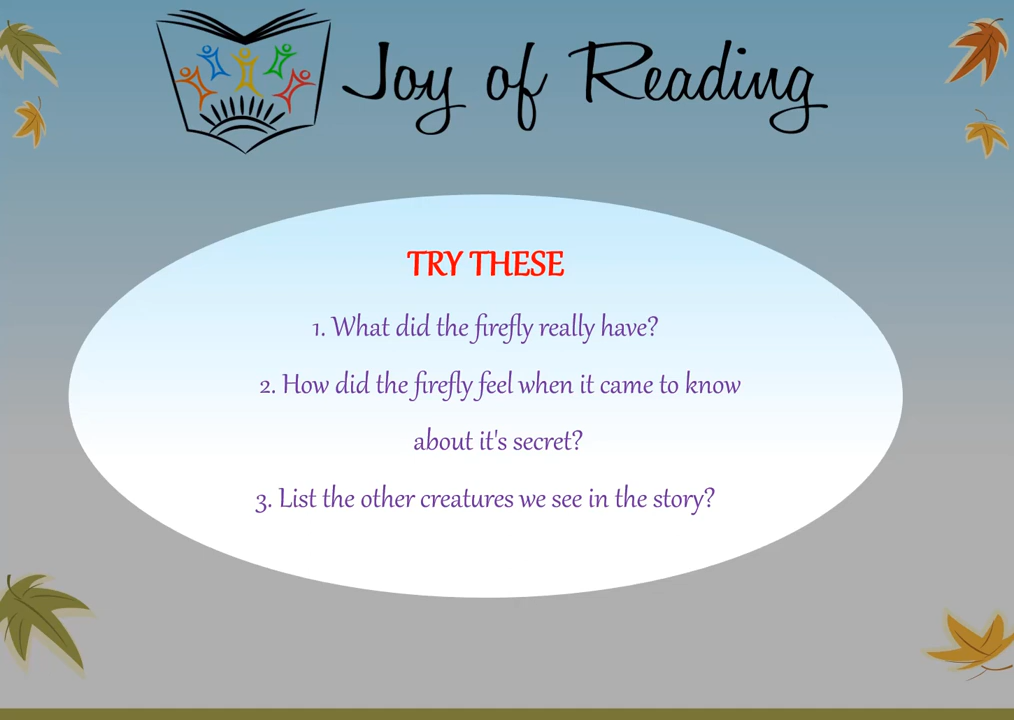 Joy of Reading
TRY THESE
1. What did the firefly really have?
2. How did the firefly feel when it came to know
about it's secret?
3. List the other creatures we see in the story?